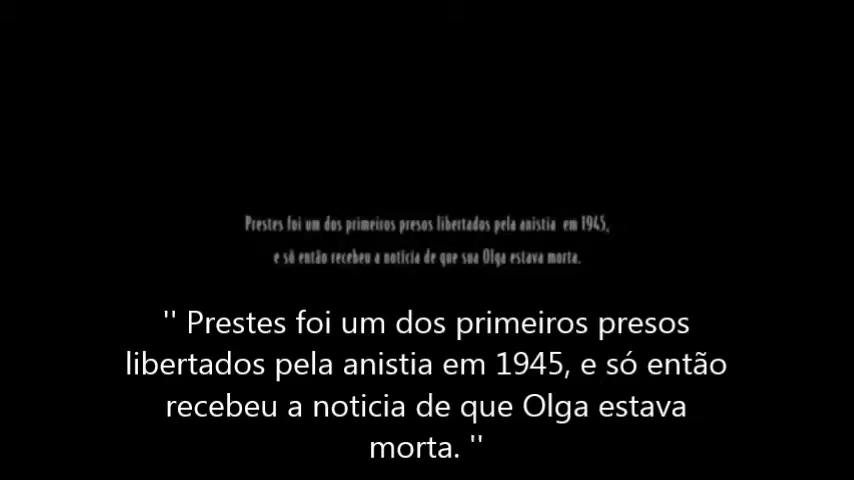 Prestes foi um dos primeiros presos libertados pela anistia em 1945,
e só então recebeu a notícia de que sua Olga estava morta.
'' Prestes foi um dos primeiros presos
libertados pela anistia em 1945, e só então
recebeu a noticia de que Olga estava
morta. ''